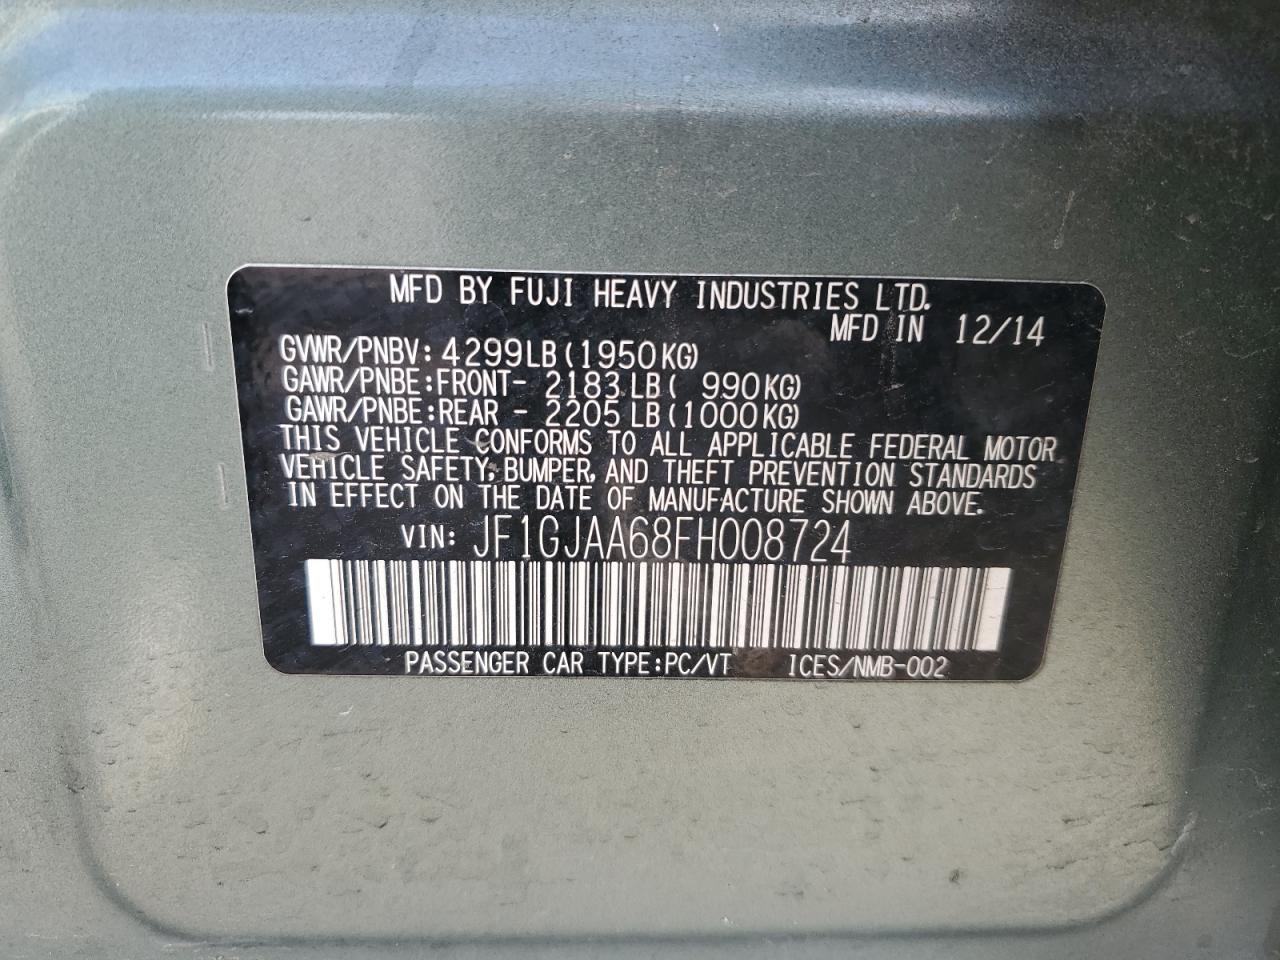 MFD BY FUJI HEAVY INDUSTRIES LTD.
MFD IN 12/14
GVWR/PNBV: 4299LB(1950KG)
GAWR/PNBE:FRONT- 2183LB( 990KG)
GAWR/PNBE:REAR - 2205LB(1000KG)
THIS VEHICLE CONFORMS TO ALL APPLICABLE FEDERAL MOTOR
VEHICLE SAFETY, BUMPER, AND THEFT PREVENTION STANDARDS
IN EFFECT ON THE DATE OF MANUFACTURE SHOWN ABOVE.
VIN: JF1GJAA68FH008724
PASSENGER CAR TYPE:PC/VT ICES/NMB-002